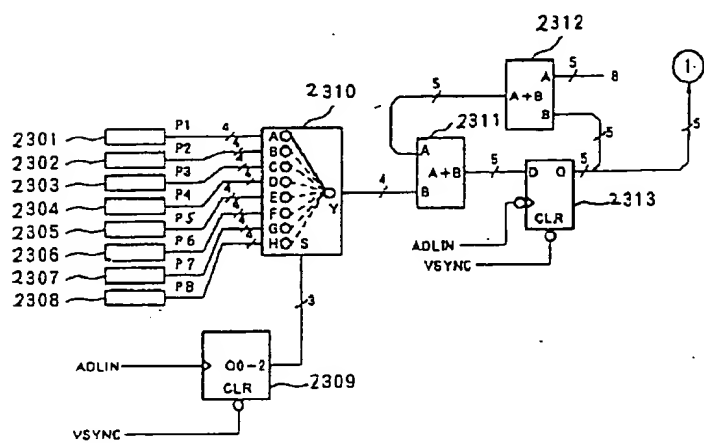 2312
5
A
5
8
1
5
A+B
B
5
5
2310
2311
P1
4
A
A
2301
P2
4
B
A+B
5
D
Q
5
2302
P3
4
C
4
B
2313
2303
P4
4
D
CLR
2304
P5
4
E
Y
2305
P6
4
F
ADLIN
2306
P7
4
G
VSYNC
2307
P8
4
H
S
2308
3
ADLIN
Q0-2
2309
CLR
VSYNC